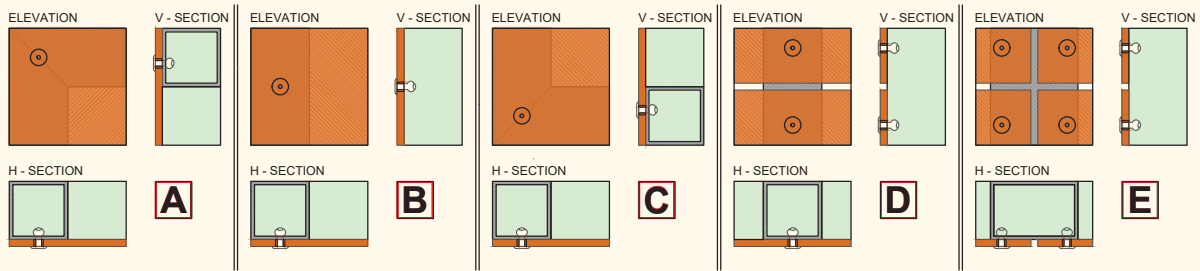 ELEVATION V - SECTION
H - SECTION
A
ELEVATION V - SECTION
H - SECTION
B
ELEVATION V - SECTION
H - SECTION
C
ELEVATION V - SECTION
H - SECTION
D
ELEVATION V - SECTION
H - SECTION
E